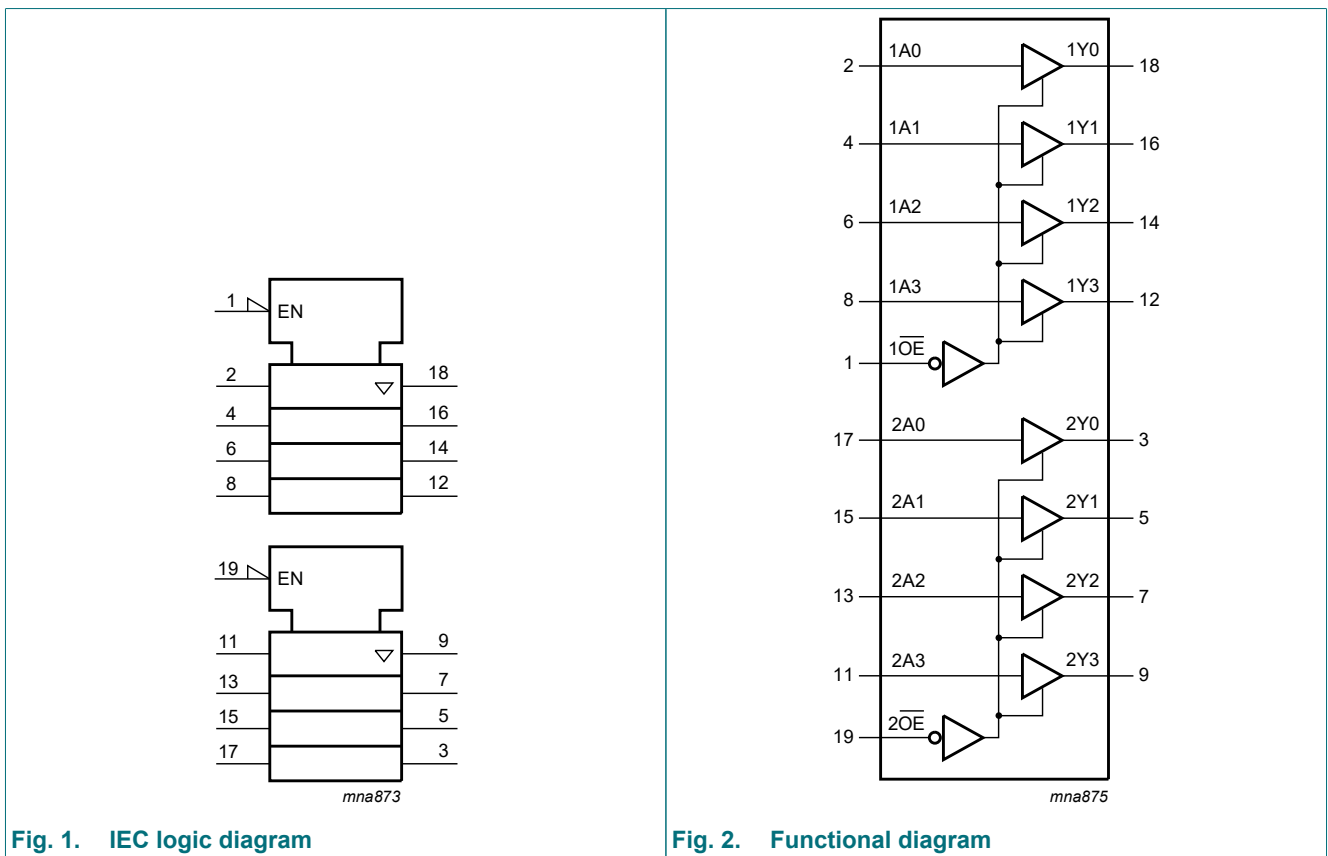 1 EN
2 18
4 16
6 14
8 12
19 EN
11 9
13 7
15 5
17 3
mna873
Fig. 1. IEC logic diagram
2 1A0 1Y0 18
4 1A1 1Y1 16
6 1A2 1Y2 14
8 1A3 1Y3 12
1 1O̅E̅
17 2A0 2Y0 3
15 2A1 2Y1 5
13 2A2 2Y2 7
11 2A3 2Y3 9
19 2O̅E̅
mna875
Fig. 2. Functional diagram